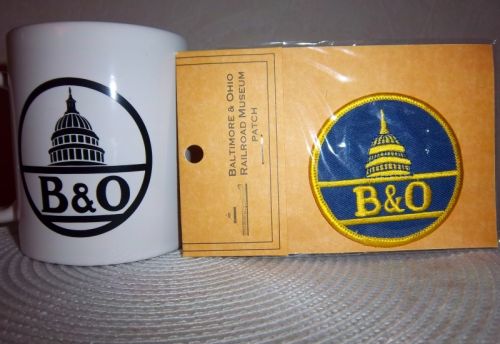 B&O
BALTIMORE & OHIO
RAILROAD MUSEUM
PATCH
B&O